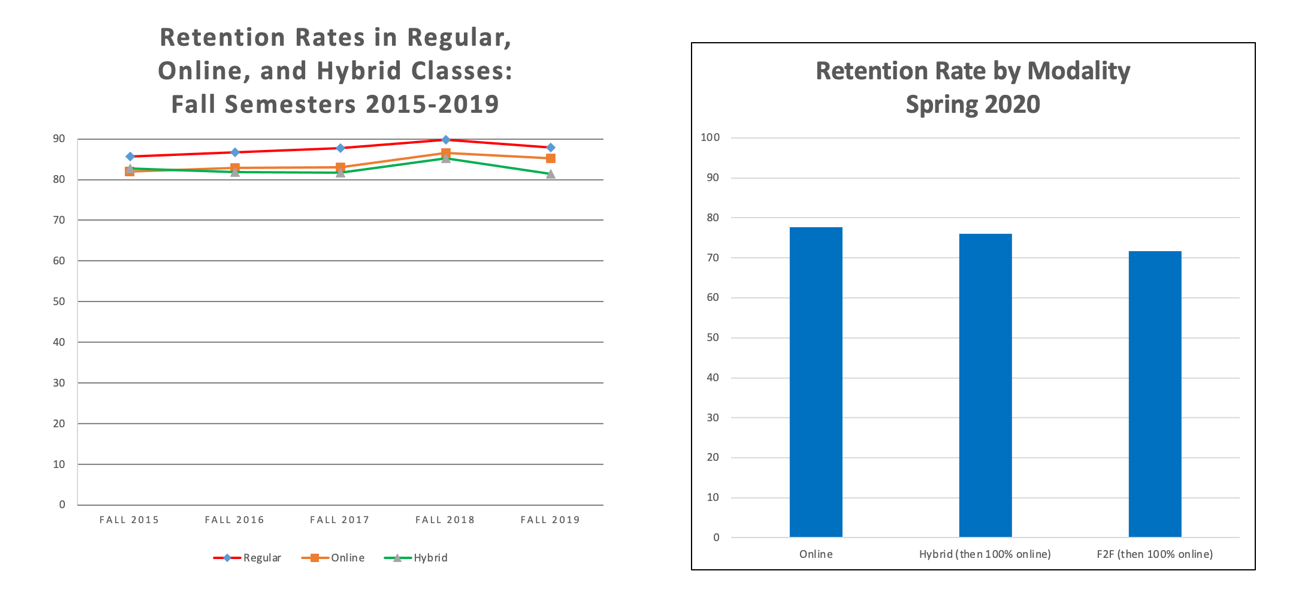 Retention Rates in Regular,
Online, and Hybrid Classes:
Fall Semesters 2015-2019
90
80
70
60
50
40
30
20
10
0
FALL 2015 FALL 2016 FALL 2017 FALL 2018 FALL 2019
Regular Online Hybrid
Retention Rate by Modality
Spring 2020
100
90
80
70
60
50
40
30
20
10
0
Online Hybrid (then 100% online) F2F (then 100% online)